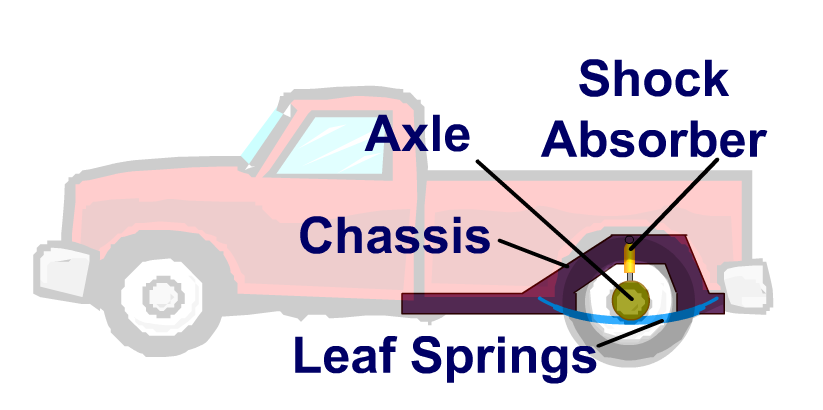 Shock
Absorber
Axle
Chassis
Leaf Springs